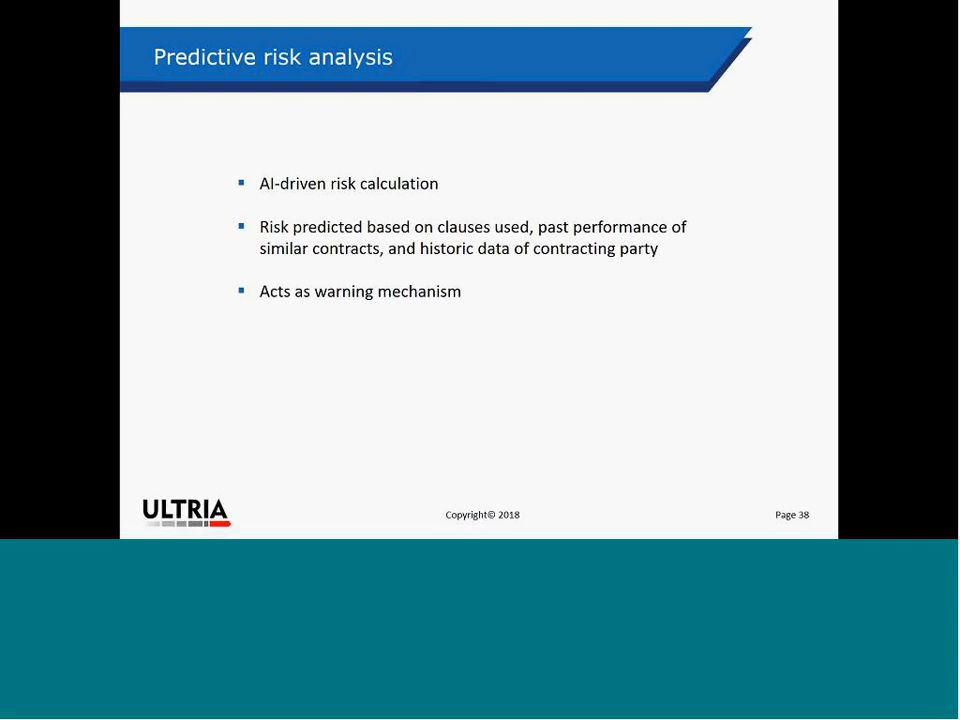 Predictive risk analysis
▪ AI-driven risk calculation
▪ Risk predicted based on clauses used, past performance of
similar contracts, and historic data of contracting party
▪ Acts as warning mechanism
ULTRIA
Copyright© 2018
Page 38